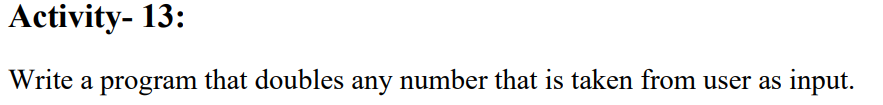 Activity- 13:
Write a program that doubles any number that is taken from user as input.